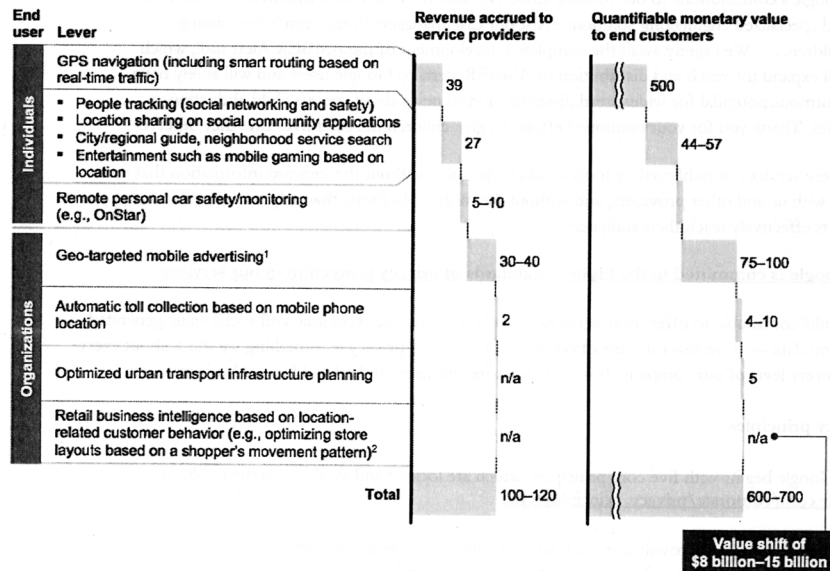 End
user
Lever
Revenue accrued to
service providers
Quantifiable monetary value
to end customers
Individuals
GPS navigation (including smart routing based on
real-time traffic)
39
500
▪ People tracking (social networking and safety)
▪ Location sharing on social community applications
▪ City/regional guide, neighborhood service search
▪ Entertainment such as mobile gaming based on
location
27
44–57
Remote personal car safety/monitoring
(e.g., OnStar)
5–10
Organizations
Geo-targeted mobile advertising¹
30–40
75–100
Automatic toll collection based on mobile phone
location
2
4–10
Optimized urban transport infrastructure planning
n/a
5
Retail business intelligence based on location-
related customer behavior (e.g., optimizing store
layouts based on a shopper's movement pattern)²
n/a
n/a
Total
100–120
600–700
Value shift of
$8 billion–15 billion